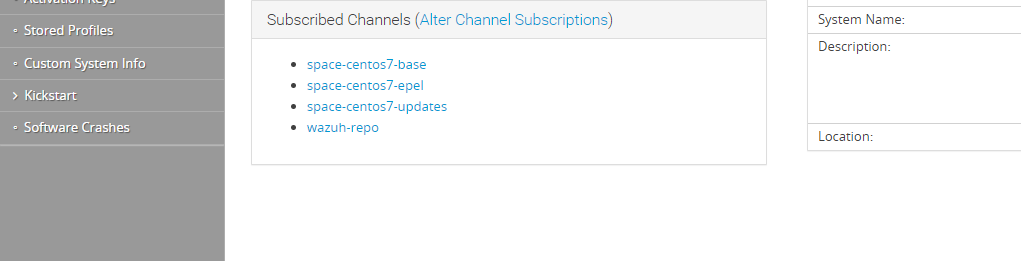 Activation Keys
Stored Profiles
Custom System Info
Kickstart
Software Crashes
Subscribed Channels (Alter Channel Subscriptions)
space-centos7-base
space-centos7-epel
space-centos7-updates
wazuh-repo
System Name:
Description:
Location: